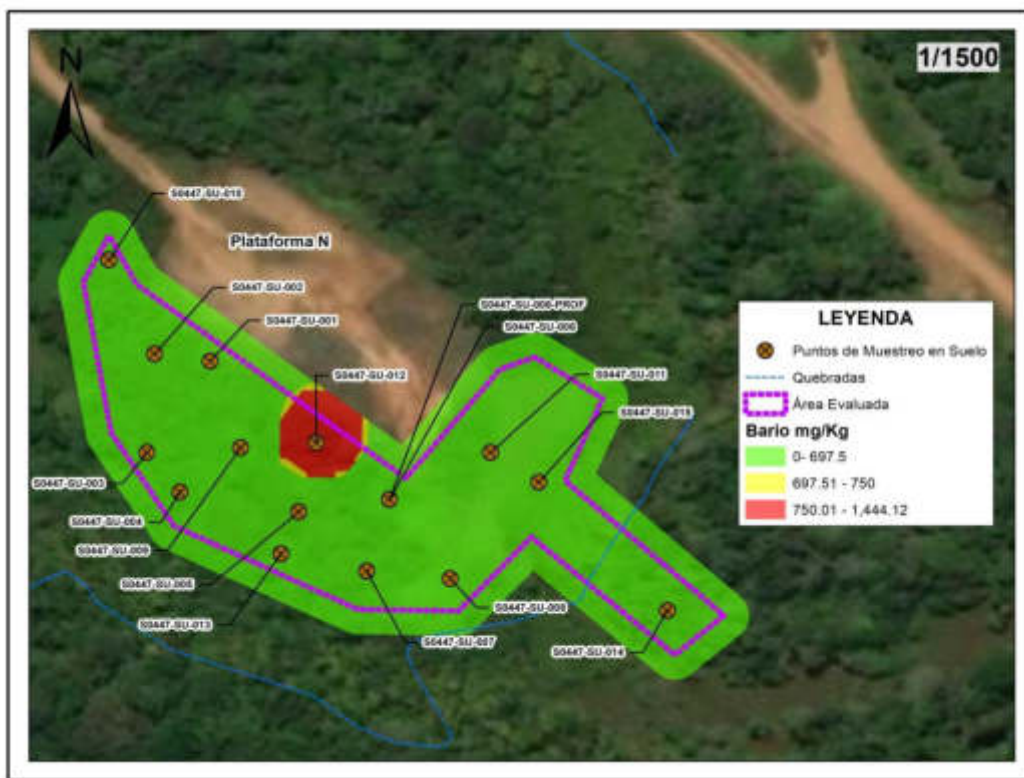 1/1500
N
S0447-SU-010
Plataforma N
S0447-SU-002
S0447-SU-006-PROF
S0447-SU-006
S0447-SU-001
S0447-SU-012
S0447-SU-011
S0447-SU-015
S0447-SU-003
S0447-SU-004
S0447-SU-009
S0447-SU-005
S0447-SU-013
S0447-SU-007
S0447-SU-008
S0447-SU-014
LEYENDA
Puntos de Muestreo en Suelo
Quebradas
Área Evaluada
Bario mg/Kg
0- 697.5
697.51 - 750
750.01 - 1,444.12